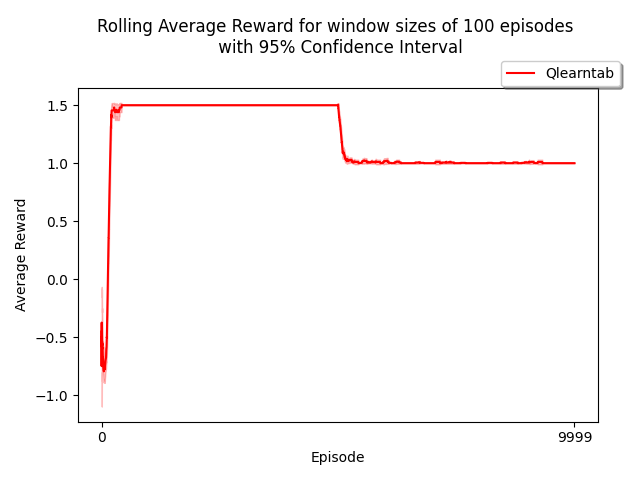 Rolling Average Reward for window sizes of 100 episodes
with 95% Confidence Interval
Qlearntab
1.5
1.0
0.5
0.0
−0.5
−1.0
Average Reward
0
9999
Episode